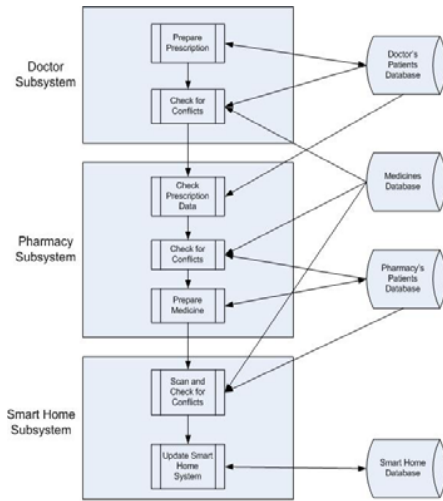 Doctor
Subsystem
Prepare
Prescription
Check for
Conflicts
Doctor's
Patients
Database
Pharmacy
Subsystem
Check
Prescription
Data
Check for
Conflicts
Prepare
Medicine
Medicines
Database
Pharmacy's
Patients
Database
Smart Home
Subsystem
Scan and
Check for
Conflicts
Update Smart
Home
System
Smart Home
Database